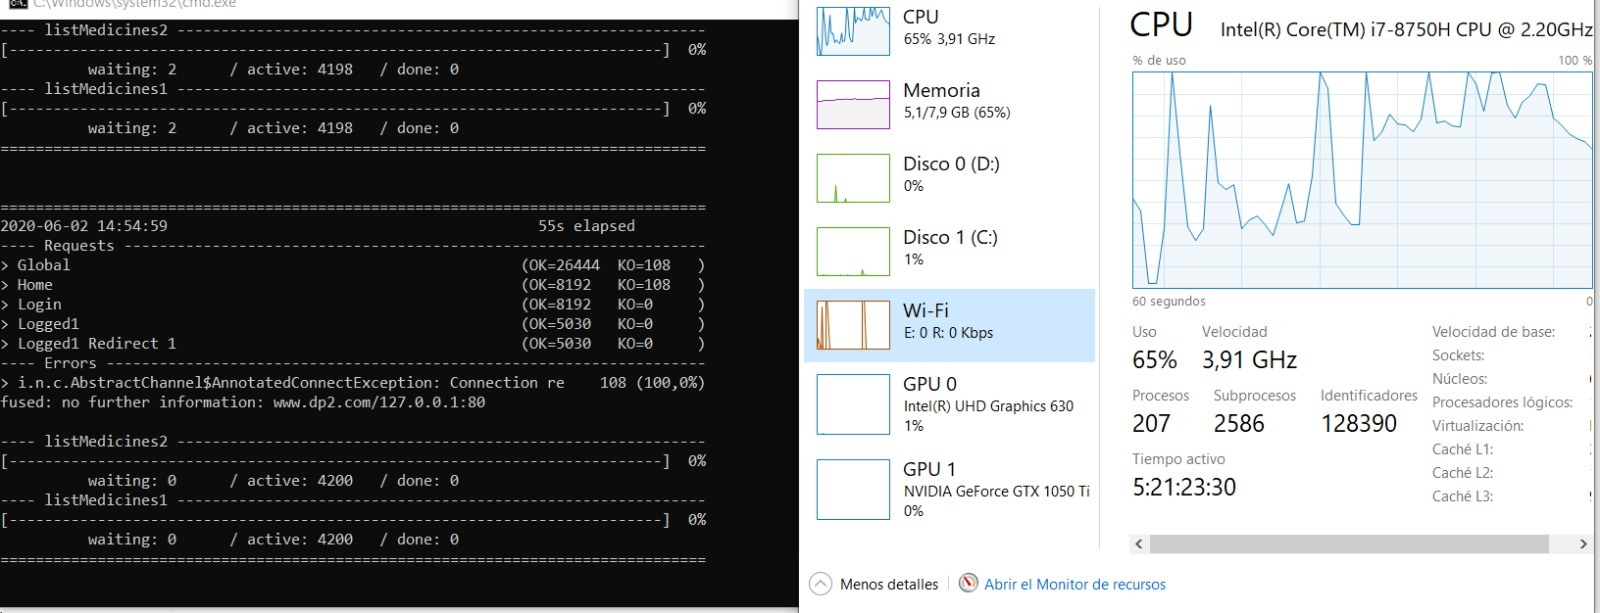 C:\Windows\system32\cmd.exe
---- listMedicines2 ------------------------------------------------------
[--------------------------------------------------------------------------] 0%
waiting: 2 / active: 4198 / done: 0
---- listMedicines1 ------------------------------------------------------
[--------------------------------------------------------------------------] 0%
waiting: 2 / active: 4198 / done: 0
================================================================================
================================================================================
2020-06-02 14:54:59 55s elapsed
---- Requests ------------------------------------------------------------
> Global (OK=26444 KO=108 )
> Home (OK=8192 KO=108 )
> Login (OK=8192 KO=0 )
> Logged1 (OK=5030 KO=0 )
> Logged1 Redirect 1 (OK=5030 KO=0 )
---- Errors --------------------------------------------------------------
> i.n.c.AbstractChannel$AnnotatedConnectException: Connection re 108 (100,0%)
fused: no further information: www.dp2.com/127.0.0.1:80
---- listMedicines2 ------------------------------------------------------
[--------------------------------------------------------------------------] 0%
waiting: 0 / active: 4200 / done: 0
---- listMedicines1 ------------------------------------------------------
[--------------------------------------------------------------------------] 0%
waiting: 0 / active: 4200 / done: 0
================================================================================
CPU
65% 3,91 GHz
Memoria
5,1/7,9 GB (65%)
Disco 0 (D:)
0%
Disco 1 (C:)
1%
Wi-Fi
E: 0 R: 0 Kbps
GPU 0
Intel(R) UHD Graphics 630
1%
GPU 1
NVIDIA GeForce GTX 1050 Ti
0%
CPU Intel(R) Core(TM) i7-8750H CPU @ 2.20GHz
% de uso 100 %
60 segundos 0
Uso Velocidad
65% 3,91 GHz
Procesos Subprocesos Identificadores
207 2586 128390
Tiempo activo
5:21:23:30
Velocidad de base:
Sockets:
Núcleos:
Procesadores lógicos:
Virtualización:
Caché L1:
Caché L2:
Caché L3:
Menos detalles Abrir el Monitor de recursos